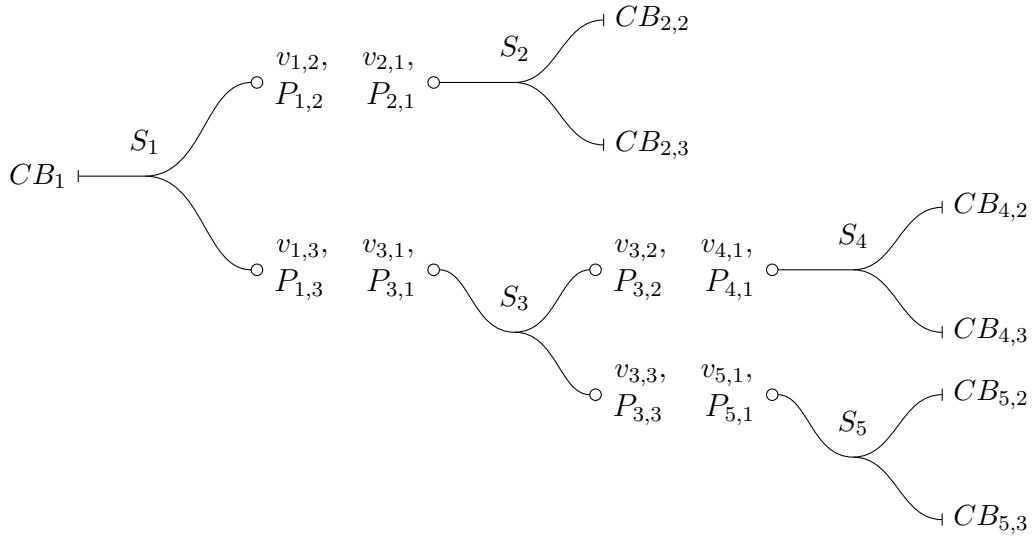 CB_{2,2}
S_2
v_{1,2}, v_{2,1},
P_{1,2} P_{2,1}
S_1
CB_{2,3}
CB_1
CB_{4,2}
v_{1,3}, v_{3,1}, v_{3,2}, v_{4,1}, S_4
P_{1,3} P_{3,1} P_{3,2} P_{4,1}
S_3
CB_{4,3}
v_{3,3}, v_{5,1},
P_{3,3} P_{5,1} CB_{5,2}
S_5
CB_{5,3}